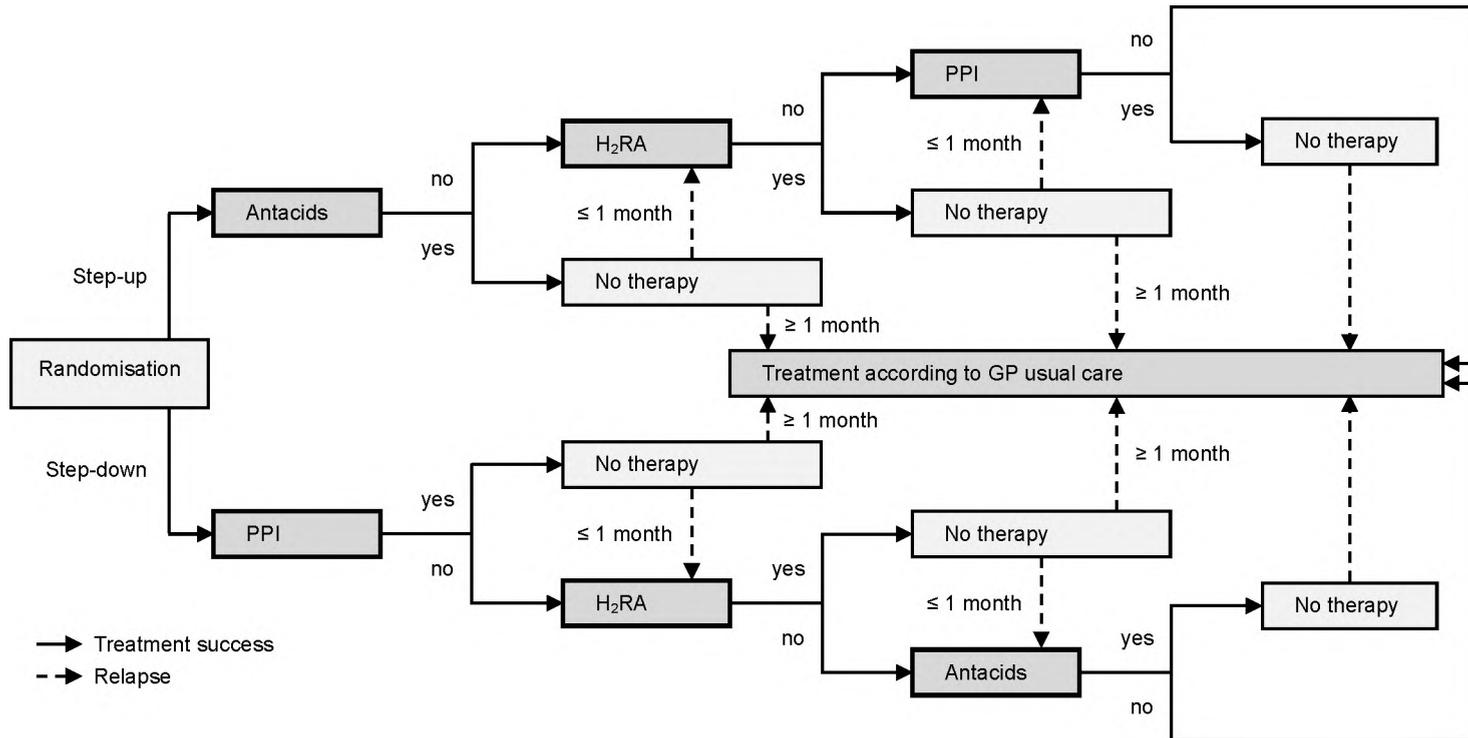 no
PPI
yes
no
No therapy
H₂RA
≤ 1 month
no
yes
Antacids
≤ 1 month
No therapy
yes
Step-up
No therapy
≥ 1 month
≥ 1 month
Randomisation
Treatment according to GP usual care
≥ 1 month
Step-down
No therapy
≥ 1 month
yes
≤ 1 month
No therapy
PPI
no
yes
H₂RA
≤ 1 month
No therapy
no
yes
Treatment success
Antacids
Relapse
no